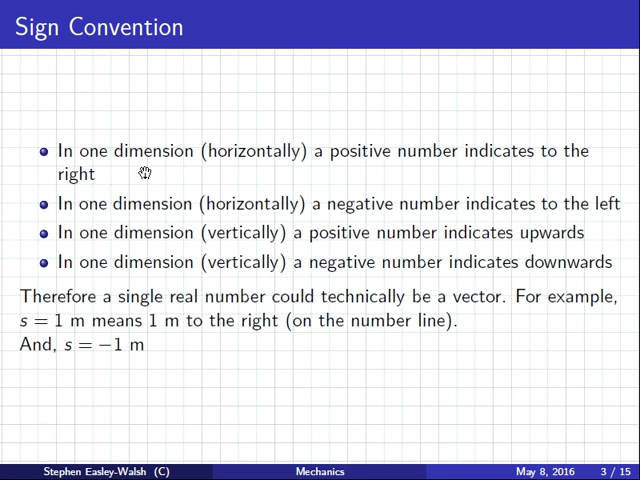 Sign Convention
In one dimension (horizontally) a positive number indicates to the
right
In one dimension (horizontally) a negative number indicates to the left
In one dimension (vertically) a positive number indicates upwards
In one dimension (vertically) a negative number indicates downwards
Therefore a single real number could technically be a vector. For example,
s = 1 m means 1 m to the right (on the number line).
And, s = −1 m
Stephen Easley-Walsh (C) Mechanics May 8, 2016 3 / 15